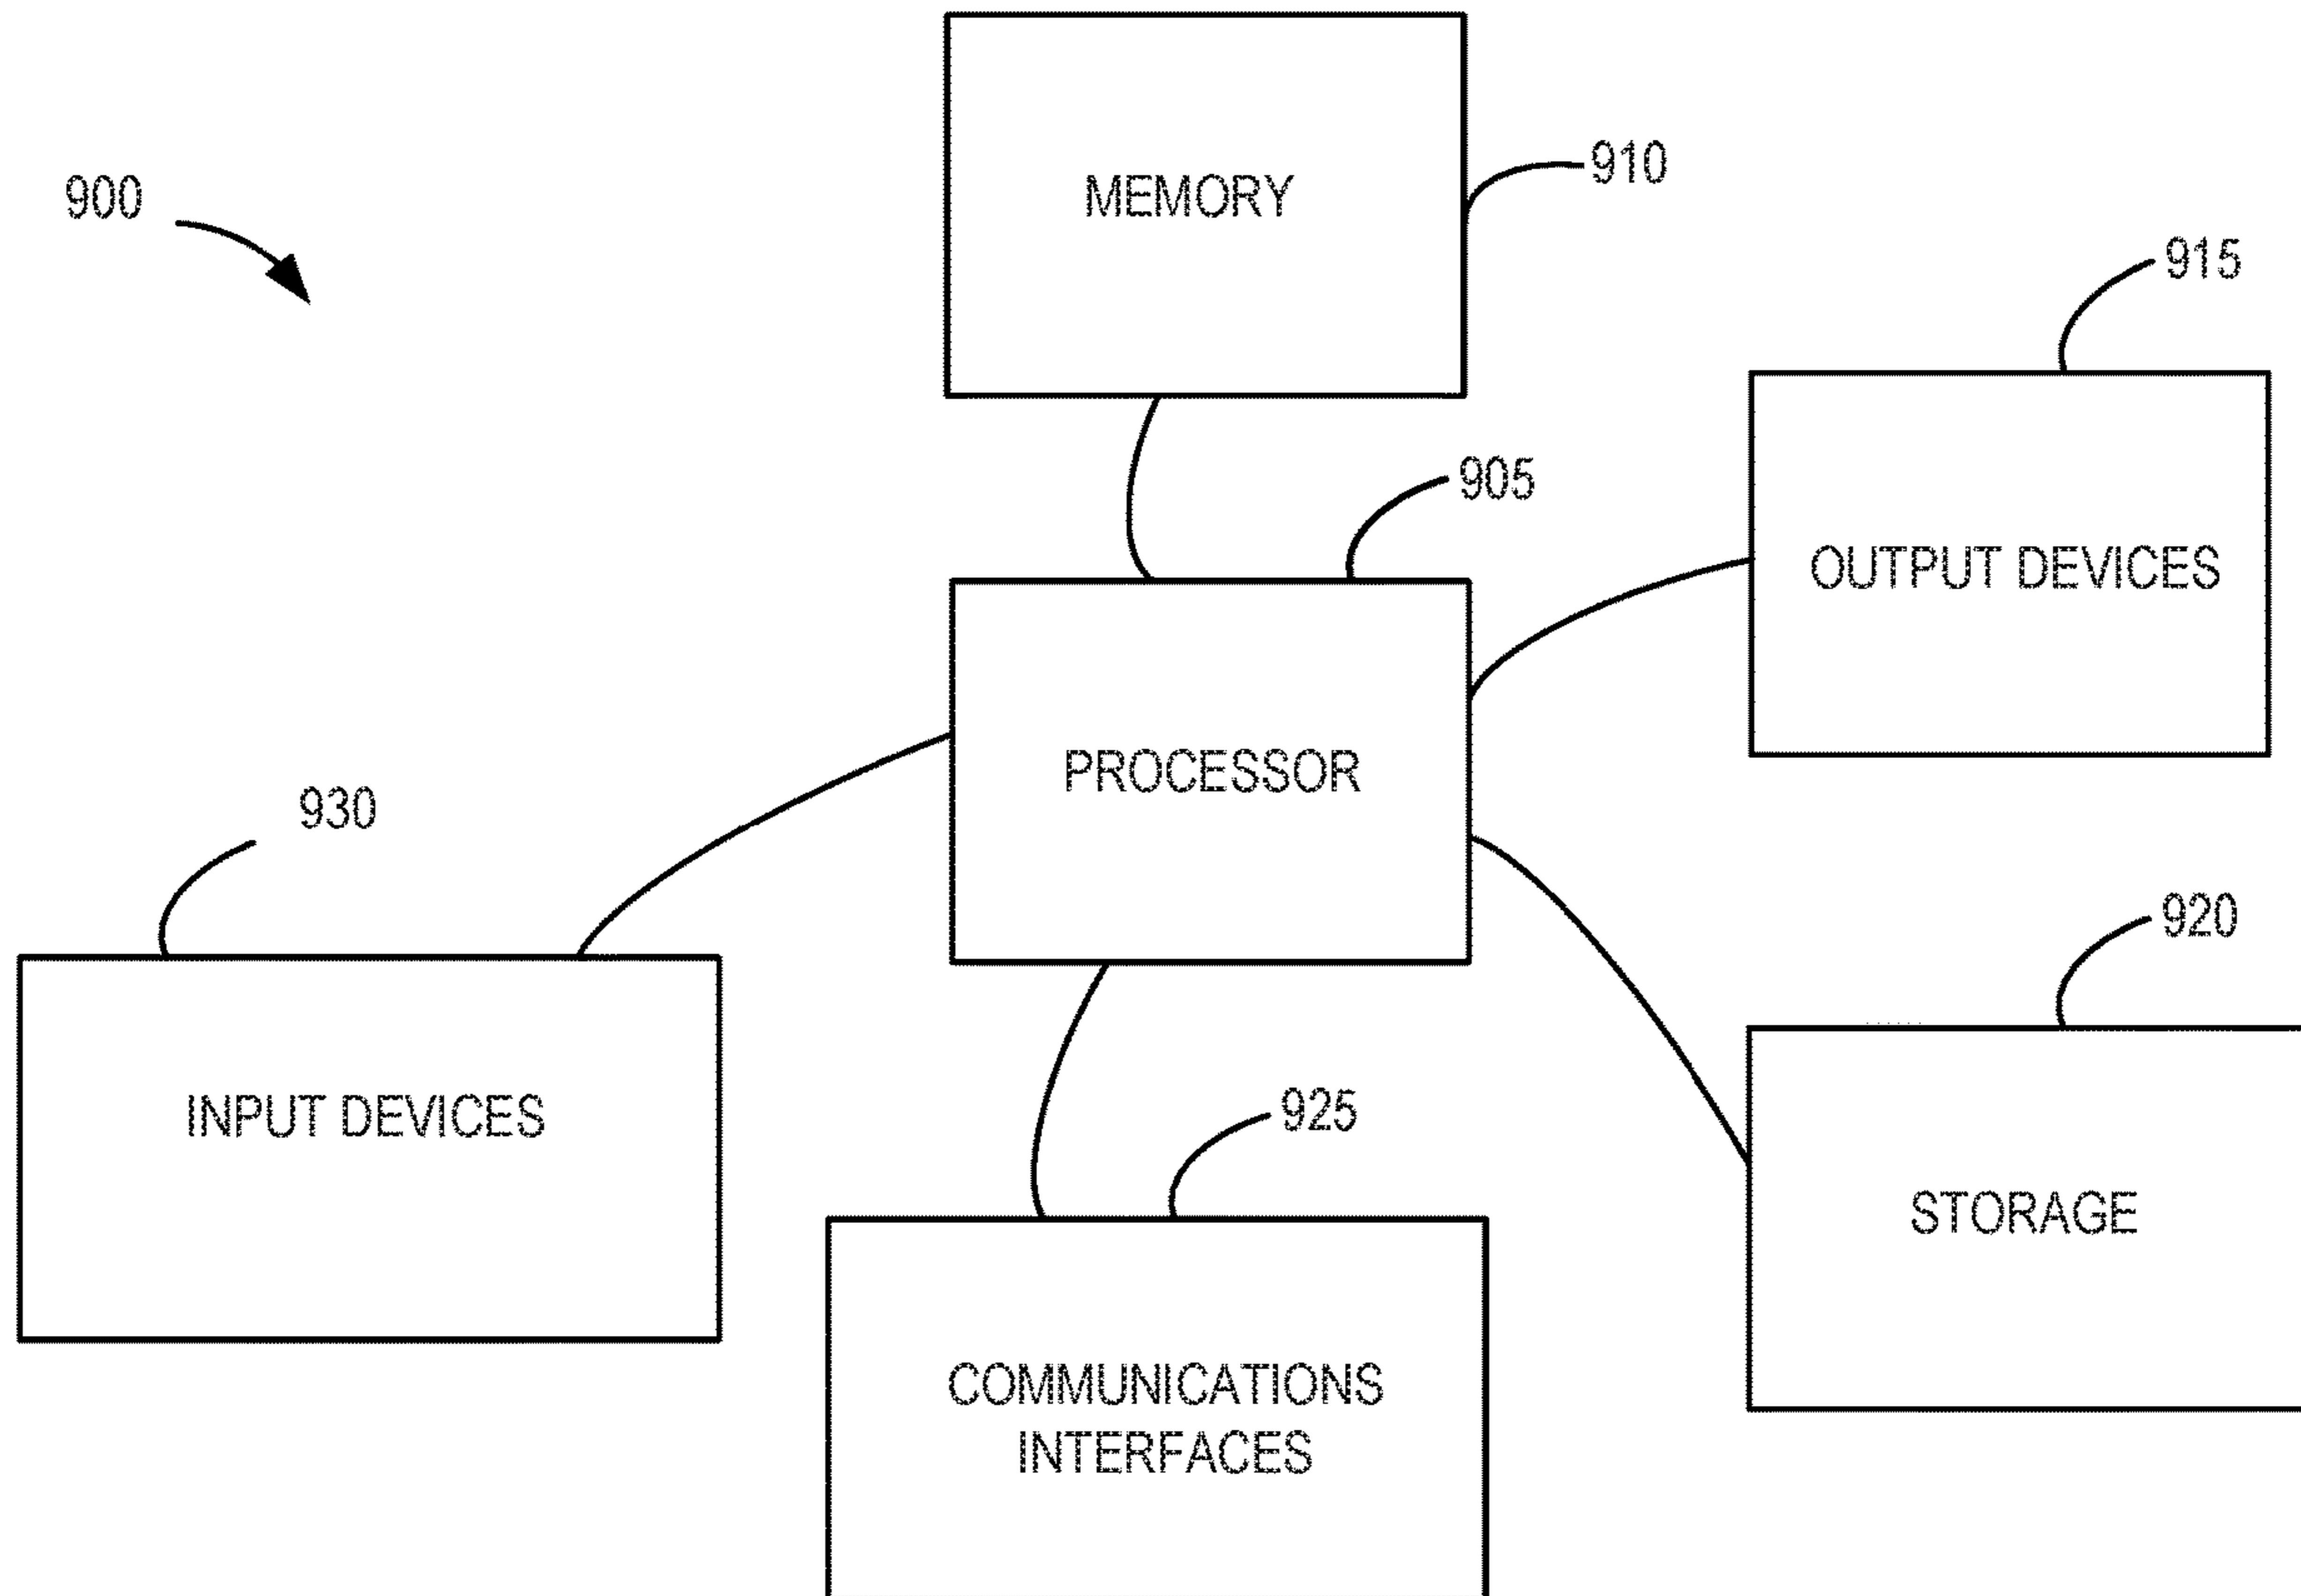 MEMORY
910
900
915
905
OUTPUT DEVICES
PROCESSOR
930
920
INPUT DEVICES
925
STORAGE
COMMUNICATIONS
INTERFACES